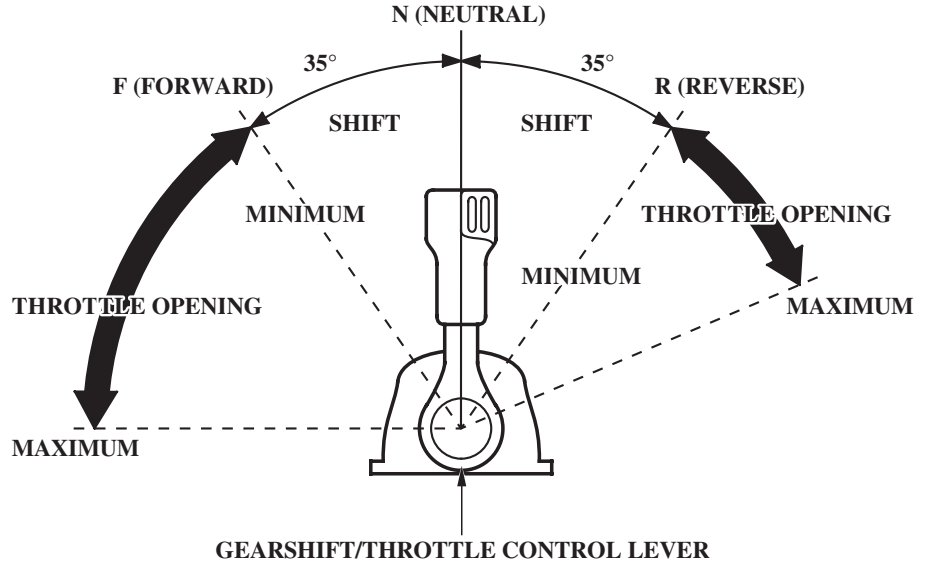 N (NEUTRAL)
35°
35°
F (FORWARD)
R (REVERSE)
SHIFT
SHIFT
MINIMUM
THROTTLE OPENING
MINIMUM
THROTTLE OPENING
MAXIMUM
MAXIMUM
GEARSHIFT/THROTTLE CONTROL LEVER